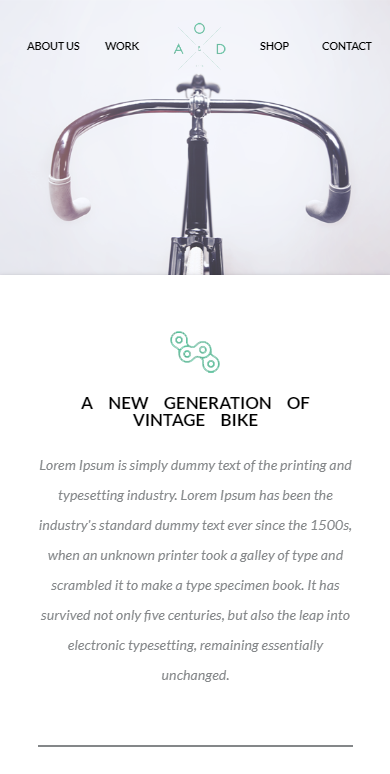 O
ABOUT US WORK A D SHOP CONTACT
A NEW GENERATION OF
VINTAGE BIKE
Lorem Ipsum is simply dummy text of the printing and
typesetting industry. Lorem Ipsum has been the
industry's standard dummy text ever since the 1500s,
when an unknown printer took a galley of type and
scrambled it to make a type specimen book. It has
survived not only five centuries, but also the leap into
electronic typesetting, remaining essentially
unchanged.